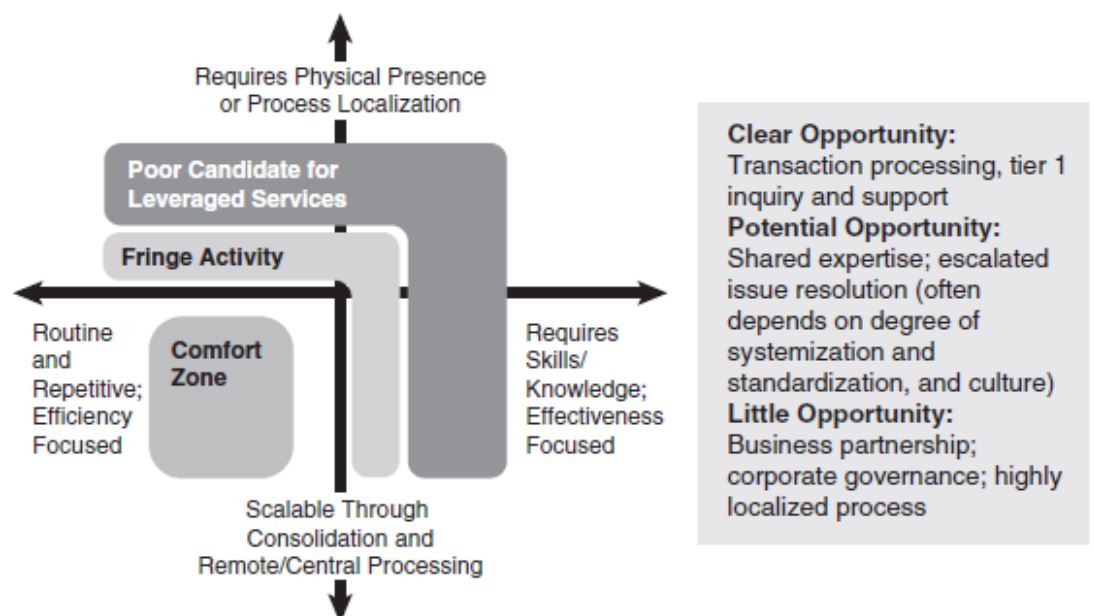 Requires Physical Presence
or Process Localization
Poor Candidate for
Leveraged Services
Fringe Activity
Routine
and
Repetitive;
Efficiency
Focused
Comfort
Zone
Requires
Skills/
Knowledge;
Effectiveness
Focused
Scalable Through
Consolidation and
Remote/Central Processing
Clear Opportunity:
Transaction processing, tier 1
inquiry and support
Potential Opportunity:
Shared expertise; escalated
issue resolution (often
depends on degree of
systemization and
standardization, and culture)
Little Opportunity:
Business partnership;
corporate governance; highly
localized process